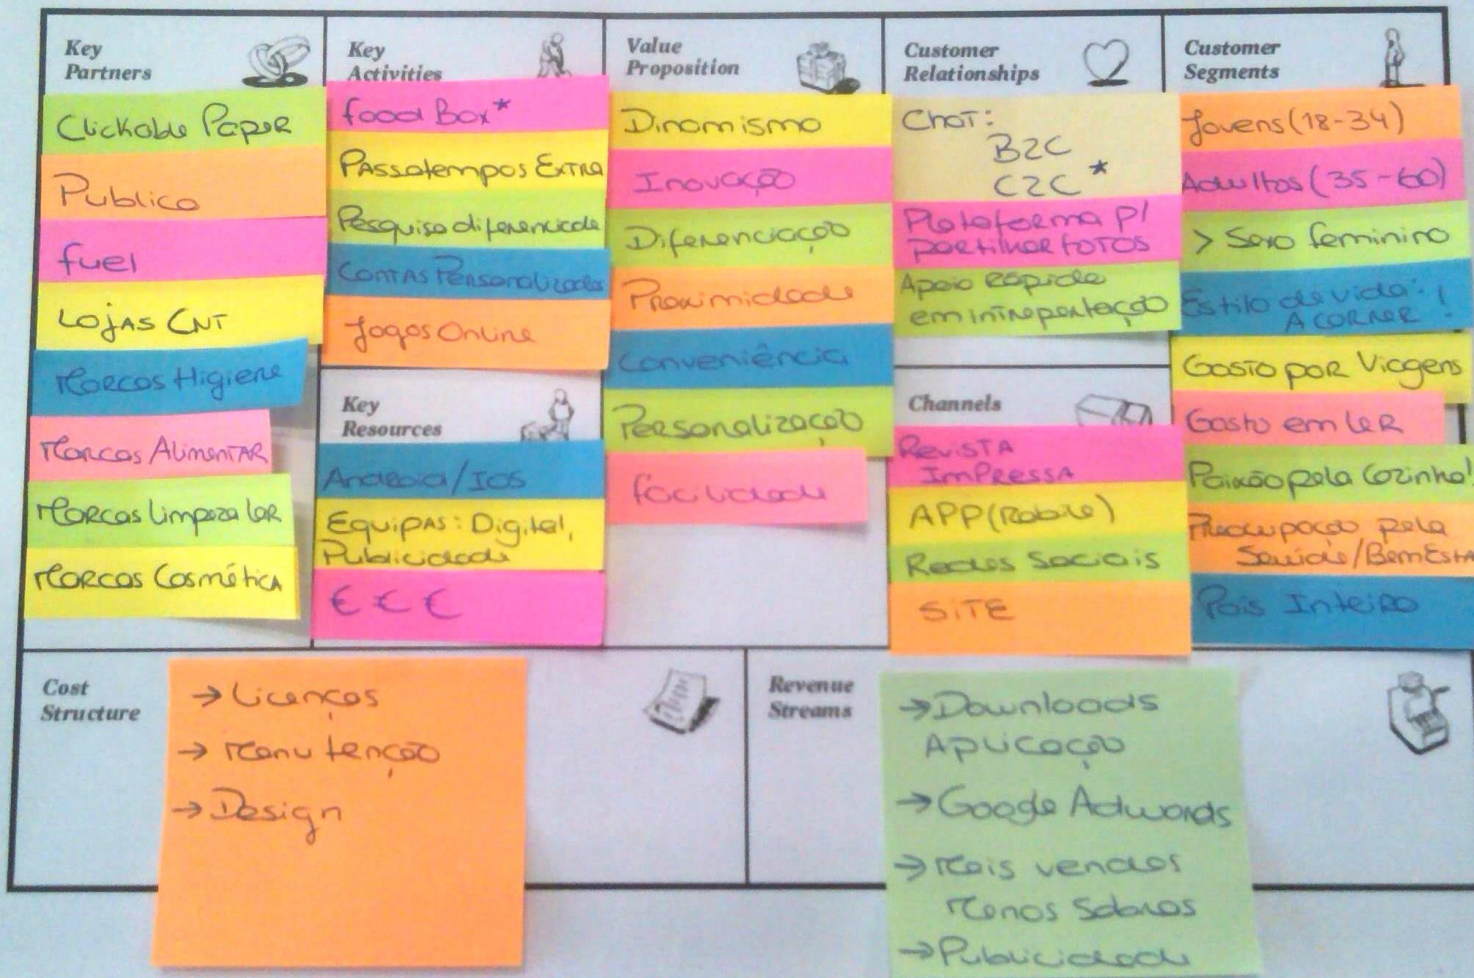 Key
Partners
Clickable Paper
Publico
fuel
Lojas CNT
Marcas Higiene
Marcas Alimentar
Marcas Limpeza Lar
Marcas Cosmética
Key
Activities
food Box*
Passatempos Extra
Pesquisa diferenciada
Contas Personalizadas
Jogos Online
Key
Resources
Android/IOS
Equipas: Digital,
Publicidade
€ € €
Value
Proposition
Dinamismo
Inovação
Diferenciação
Proximidade
Conveniência
Personalização
facilidade
Customer
Relationships
Chat:
B2C
C2C *
Plataforma p/
partilhar fotos
Apoio Rápido
em
Channels
Revista
Impressa
APP (Mobile)
Redes Sociais
SITE
Customer
Segments
Jovens (18-34)
Adultos (35-60)
> Sexo feminino
Estilo de vida:
A CORRER !
Gosto por Viagens
Gosto em ler
Paixão pela Cozinha!
Preocupação pela
Saúde/BemEsta
País Inteiro
Cost
Structure
→ Licenças
→ Manutenção
→ Design
Revenue
Streams
→ Downloads
Aplicação
→ Google Adwords
→ Mais vendas
Menos Sobras
→ Publicidade